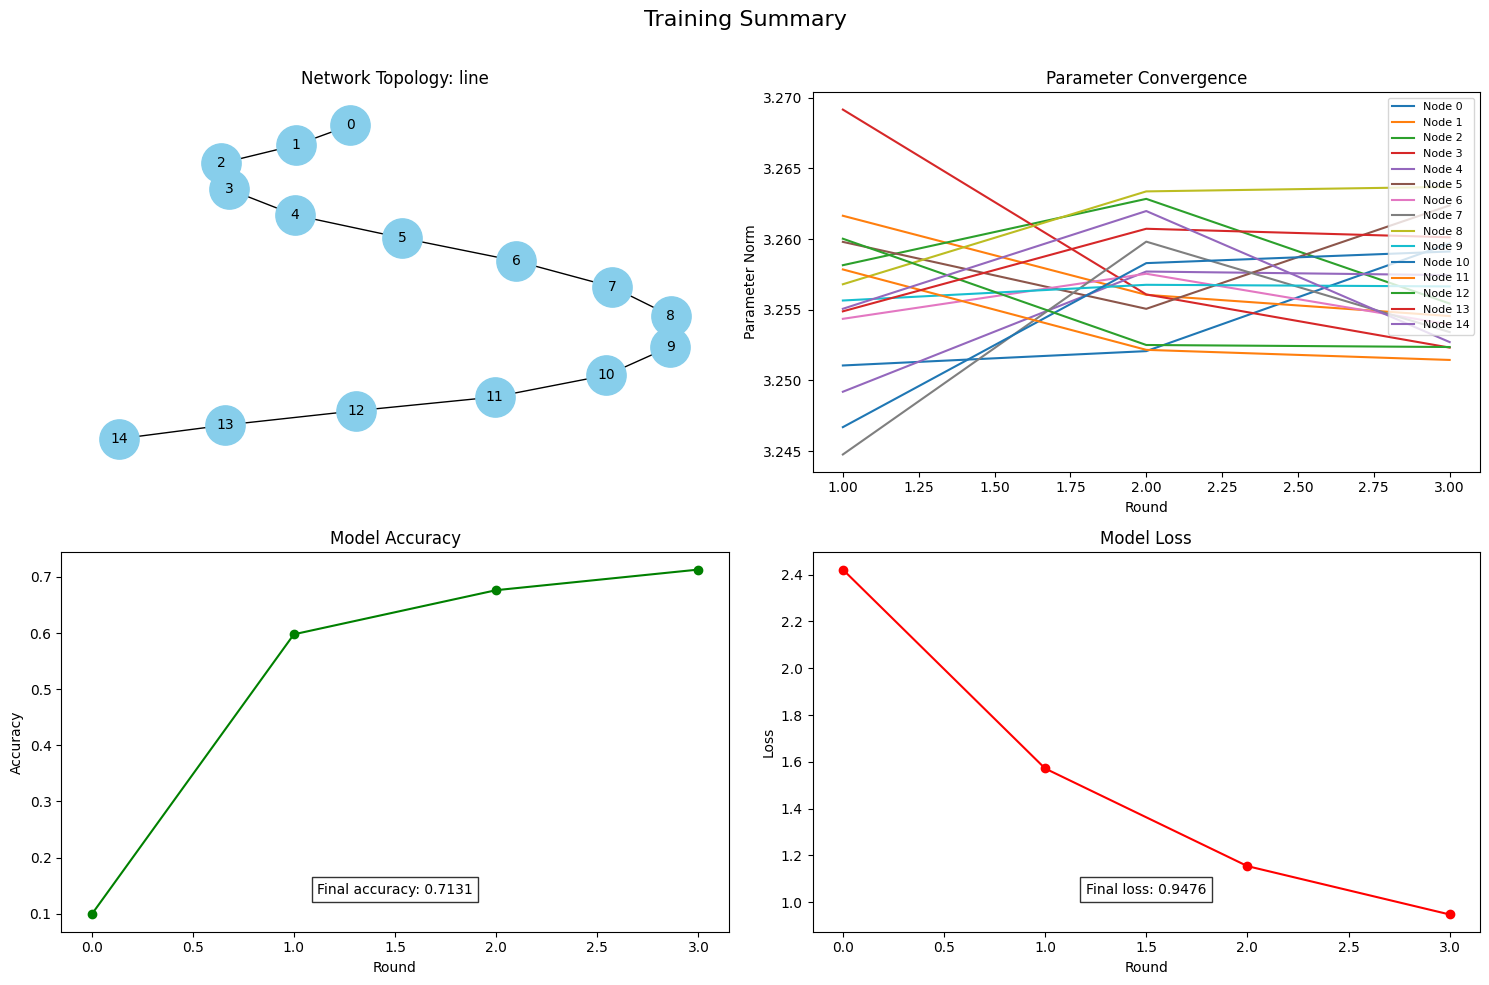 Training Summary
Network Topology: line
0
1
2
3
4
5
6
7
8
9
10
11
12
13
14
Parameter Convergence
Parameter Norm
3.270
3.265
3.260
3.255
3.250
3.245
Node 0
Node 1
Node 2
Node 3
Node 4
Node 5
Node 6
Node 7
Node 8
Node 9
Node 10
Node 11
Node 12
Node 13
Node 14
1.00 1.25 1.50 1.75 2.00 2.25 2.50 2.75 3.00
Round
Model Accuracy
Accuracy
0.7
0.6
0.5
0.4
0.3
0.2
0.1
Final accuracy: 0.7131
0.0 0.5 1.0 1.5 2.0 2.5 3.0
Round
Model Loss
Loss
2.4
2.2
2.0
1.8
1.6
1.4
1.2
1.0
Final loss: 0.9476
0.0 0.5 1.0 1.5 2.0 2.5 3.0
Round